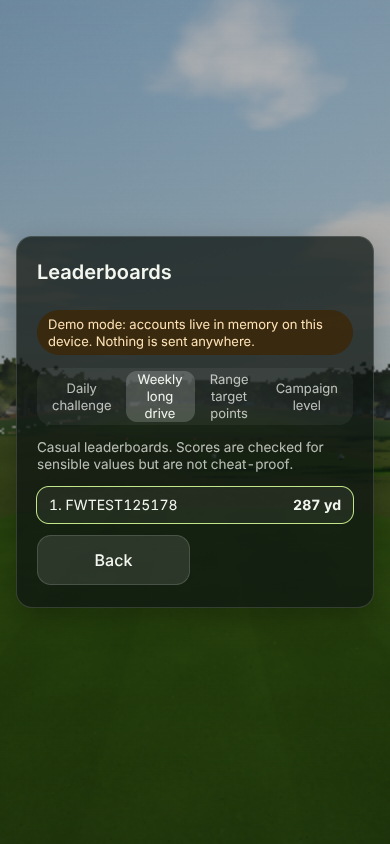 Leaderboards
Demo mode: accounts live in memory on this
device. Nothing is sent anywhere.
Daily
challenge
Weekly
long
drive
Range
target
points
Campaign
level
Casual leaderboards. Scores are checked for
sensible values but are not cheat-proof.
1. FWTEST125178 287 yd
Back